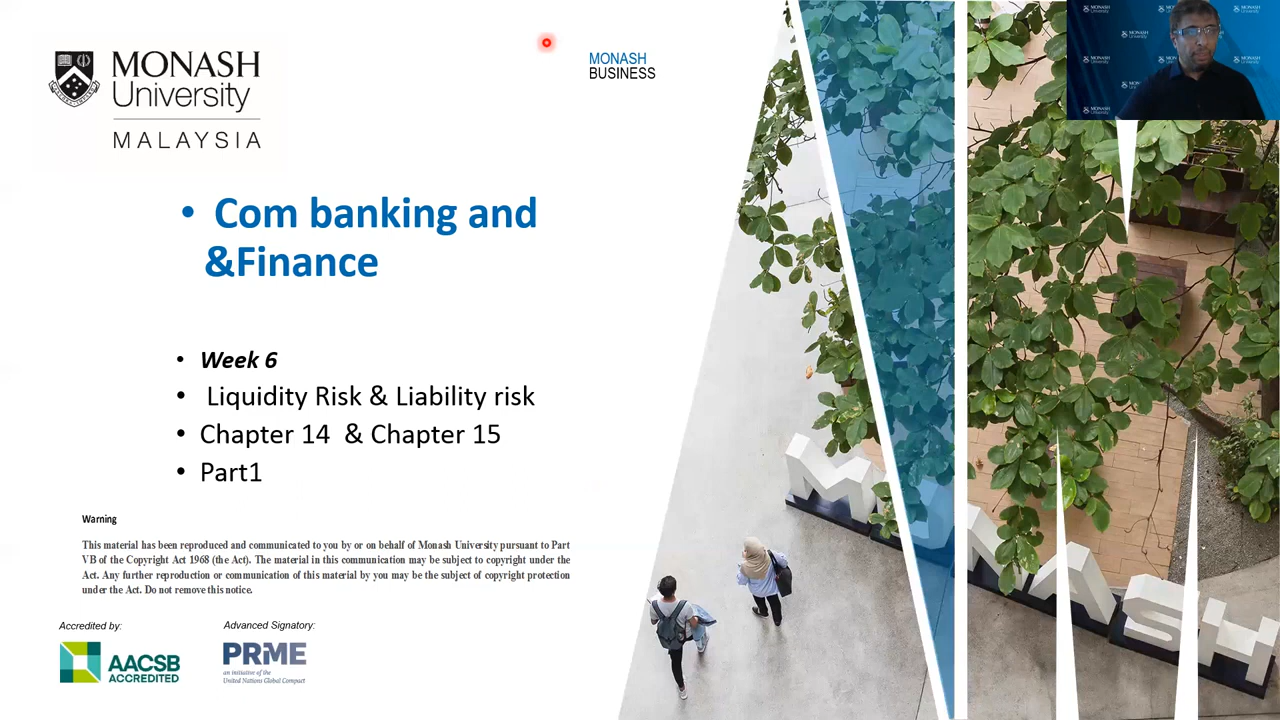 MONASH
University
MALAYSIA
MONASH
BUSINESS
• Com banking and
&Finance
• Week 6
• Liquidity Risk & Liability risk
• Chapter 14 & Chapter 15
• Part1
Warning
This material has been reproduced and communicated to you by or on behalf of Monash University pursuant to Part
VB of the Copyright Act 1968 (the Act). The material in this communication may be subject to copyright under the
Act. Any further reproduction or communication of this material by you may be the subject of copyright protection
under the Act. Do not remove this notice.
Accredited by:
AACSB
ACCREDITED
Advanced Signatory:
PRME
an initiative of the
United Nations Global Compact
M
NASH